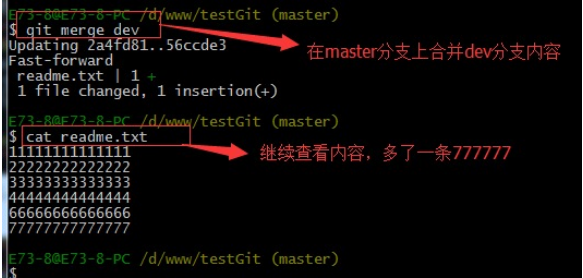 E73-8@E73-8-PC /d/www/testGit (master)
$ git merge dev
Updating 2a4fd81..56ccde3
Fast-forward
readme.txt | 1 +
1 file changed, 1 insertion(+)
在master分支上合并dev分支内容
E73-8@E73-8-PC /d/www/testGit (master)
$ cat readme.txt
11111111111111
22222222222222
33333333333333
44444444444444
66666666666666
77777777777777
继续查看内容，多了一条777777
E73-8@E73-8-PC /d/www/testGit (master)
$